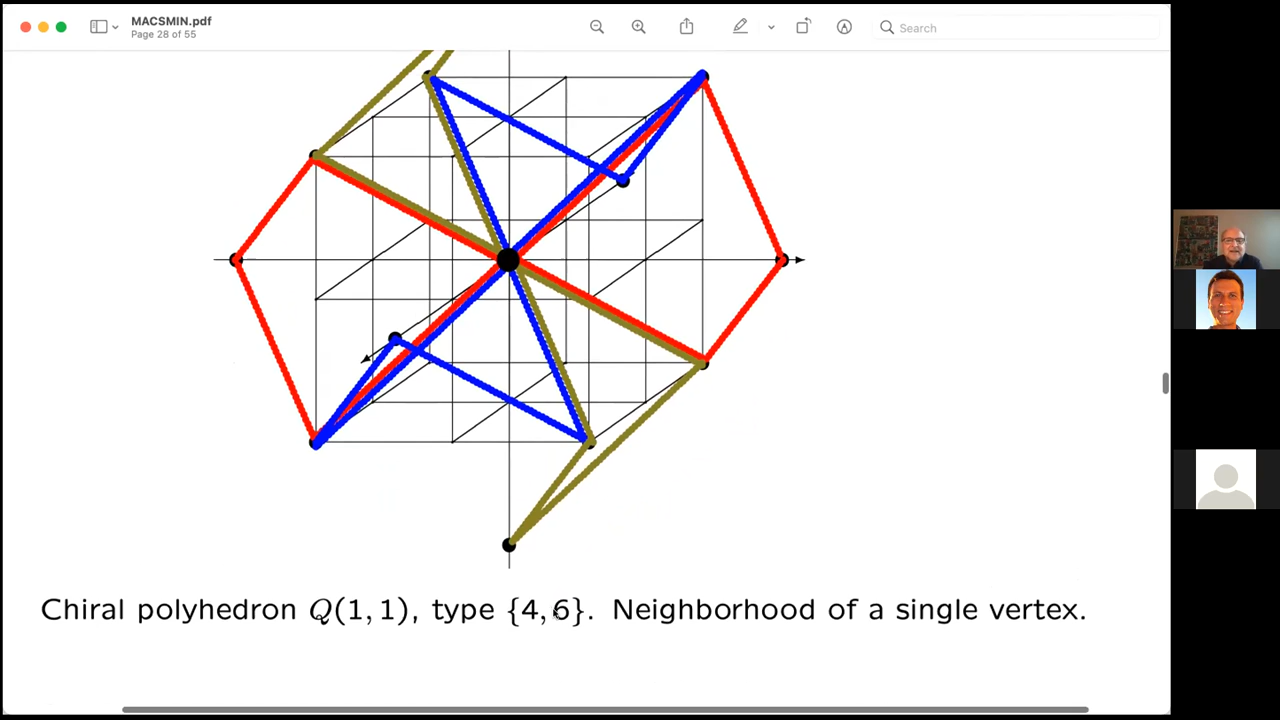 MACSMIN.pdf
Page 28 of 55
Search
Chiral polyhedron Q(1, 1), type {4, 6}. Neighborhood of a single vertex.